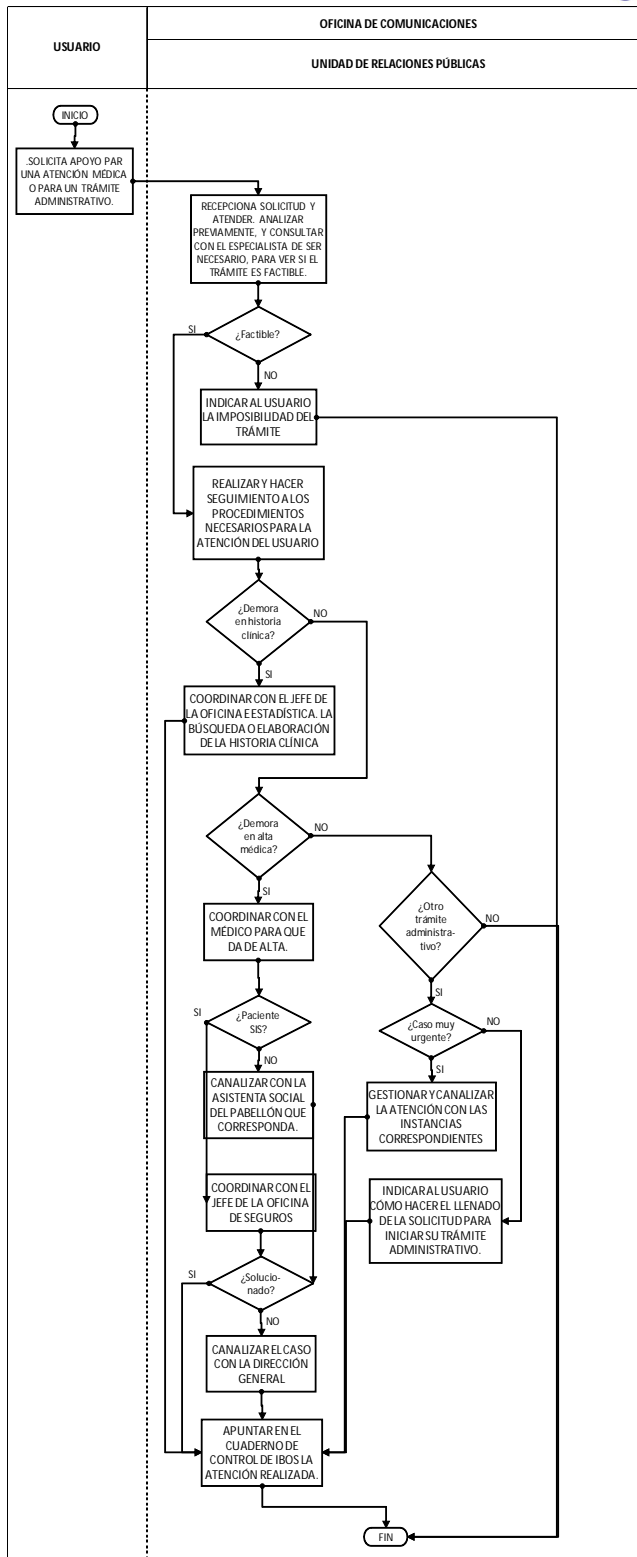 USUARIO
OFICINA DE COMUNICACIONES
UNIDAD DE RELACIONES PÚBLICAS
INICIO
.SOLICITA APOYO PAR
UNA ATENCIÓN MÉDICA
O PARA UN TRÁMITE
ADMINISTRATIVO.
RECEPCIONA SOLICITUD Y
ATENDER. ANALIZAR
PREVIAMENTE, Y CONSULTAR
CON EL ESPECIALISTA DE SER
NECESARIO, PARA VER SI EL
TRÁMITE ES FACTIBLE.
SI
¿Factible?
NO
INDICAR AL USUARIO
LA IMPOSIBILIDAD DEL
TRÁMITE
REALIZAR Y HACER
SEGUIMIENTO A LOS
PROCEDIMIENTOS
NECESARIOS PARA LA
ATENCIÓN DEL USUARIO
¿Demora
en historia
clínica?
NO
SI
COORDINAR CON EL JEFE DE
LA OFICINA E ESTADÍSTICA. LA
BÚSQUEDA O ELABORACIÓN
DE LA HISTORIA CLÍNICA
¿Demora
en alta
médica?
NO
SI
¿Otro
trámite
administra-
tivo?
NO
SI
COORDINAR CON EL
MÉDICO PARA QUE
DA DE ALTA.
SI
¿Paciente
SIS?
NO
¿Caso muy
urgente?
NO
SI
CANALIZAR CON LA
ASISTENTA SOCIAL
DEL PABELLÓN QUE
CORRESPONDA.
GESTIONAR Y CANALIZAR
LA ATENCIÓN CON LAS
INSTANCIAS
CORRESPONDIENTES
COORDINAR CON EL
JEFE DE LA OFICINA
DE SEGUROS
INDICAR AL USUARIO
CÓMO HACER EL LLENADO
DE LA SOLICITUD PARA
INICIAR SU TRÁMITE
ADMINISTRATIVO.
SI
¿Solucio-
nado?
NO
CANALIZAR EL CASO
CON LA DIRECCIÓN
GENERAL
APUNTAR EN EL
CUADERNO DE
CONTROL DE IBOS LA
ATENCIÓN REALIZADA.
FIN